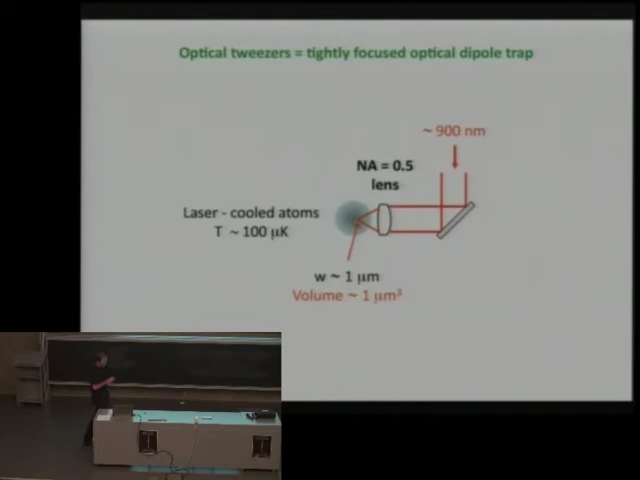 Optical tweezers = tightly focused optical dipole trap
~ 900 nm
NA = 0.5
lens
Laser - cooled atoms
T ~ 100 μK
w ~ 1 μm
Volume ~ 1 μm³